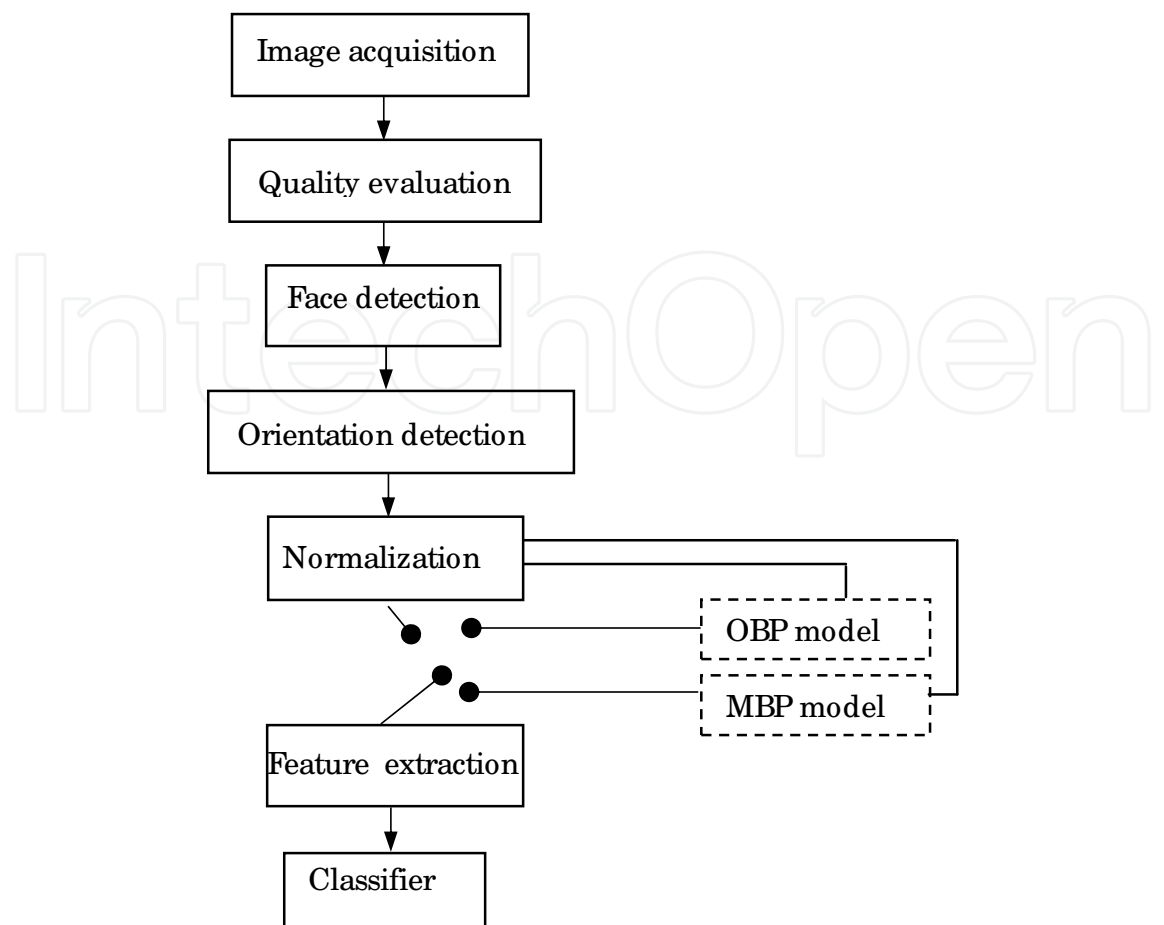 Image acquisition
Quality evaluation
IntechOpen
Face detection
Orientation detection
Normalization
OBP model
MBP model
Feature extraction
Classifier